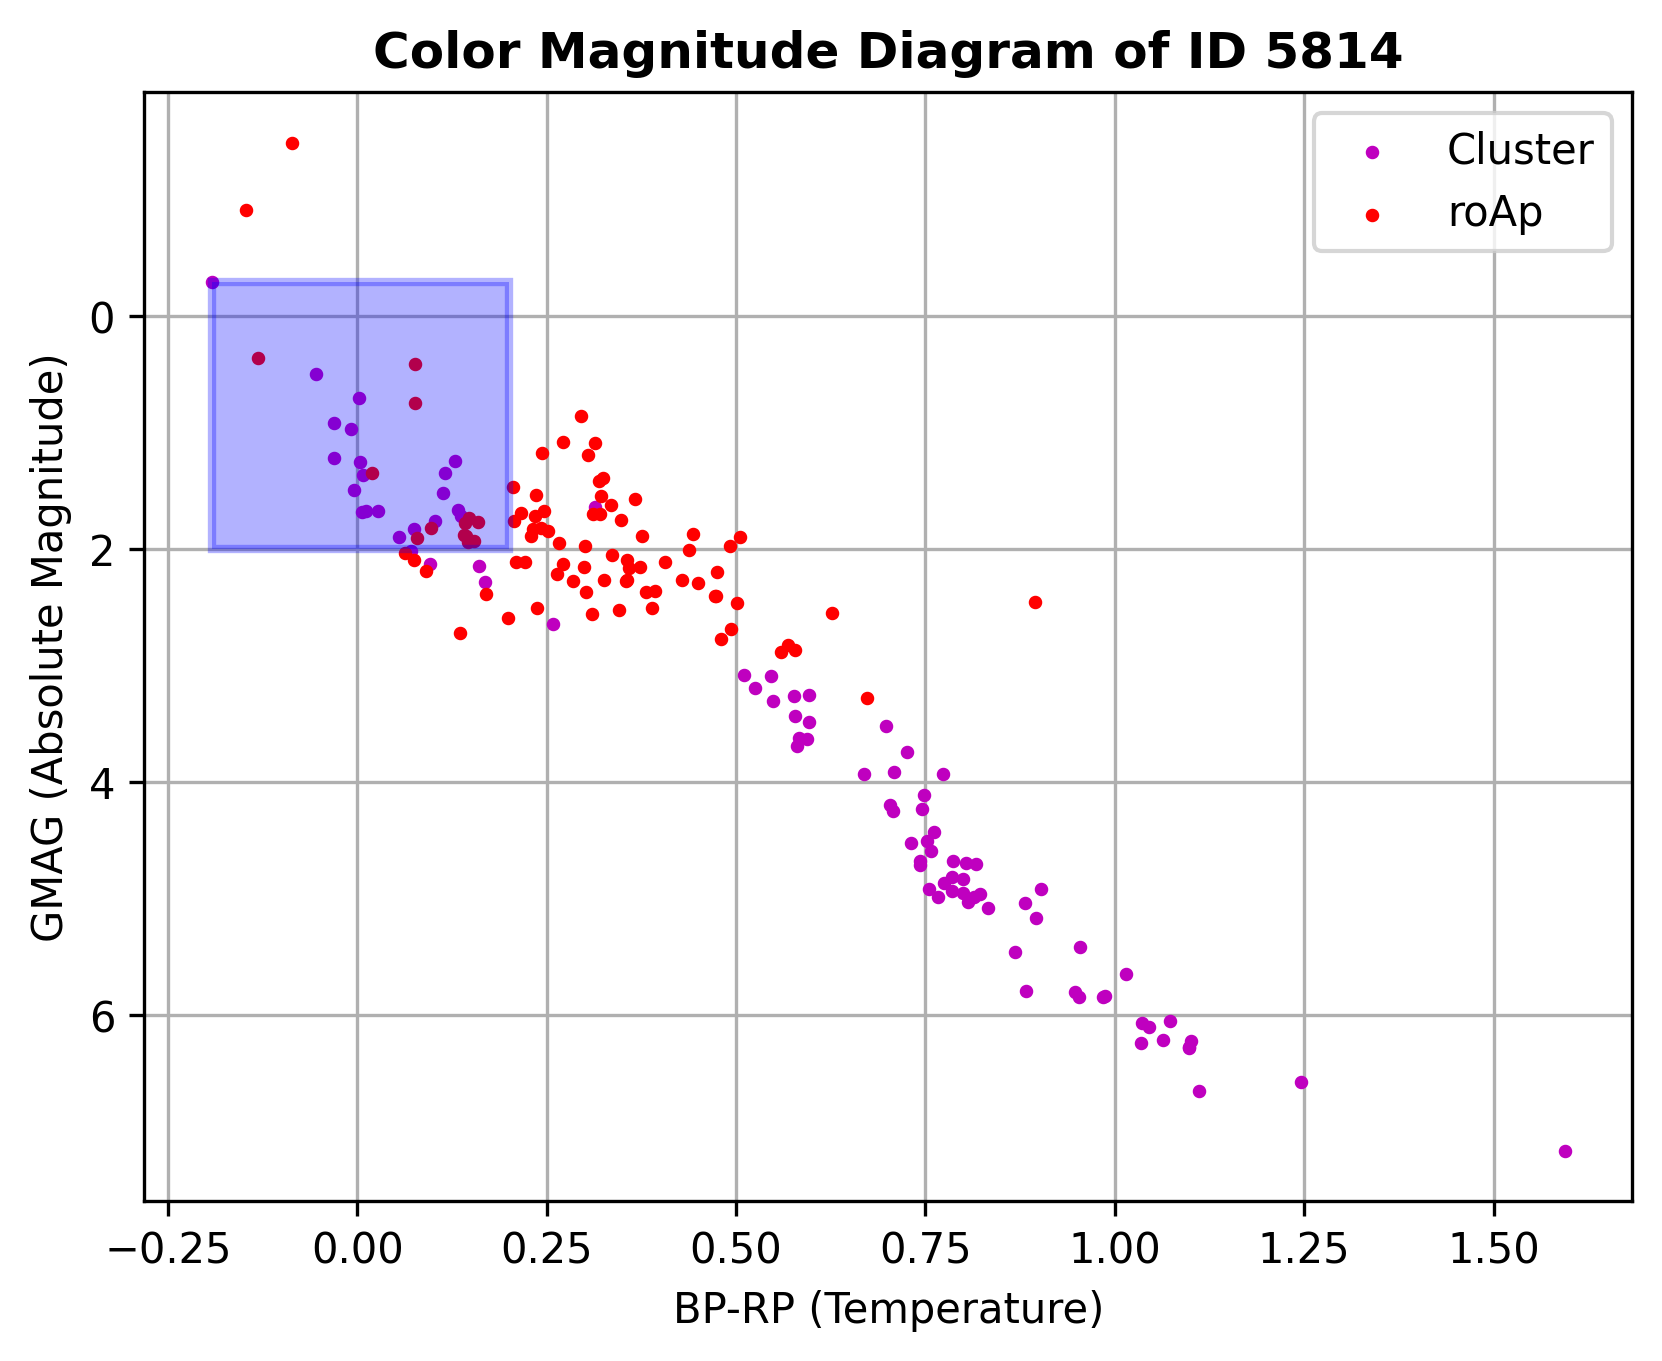 Color Magnitude Diagram of ID 5814
Cluster
roAp
GMAG (Absolute Magnitude)
0
2
4
6
−0.25 0.00 0.25 0.50 0.75 1.00 1.25 1.50
BP-RP (Temperature)